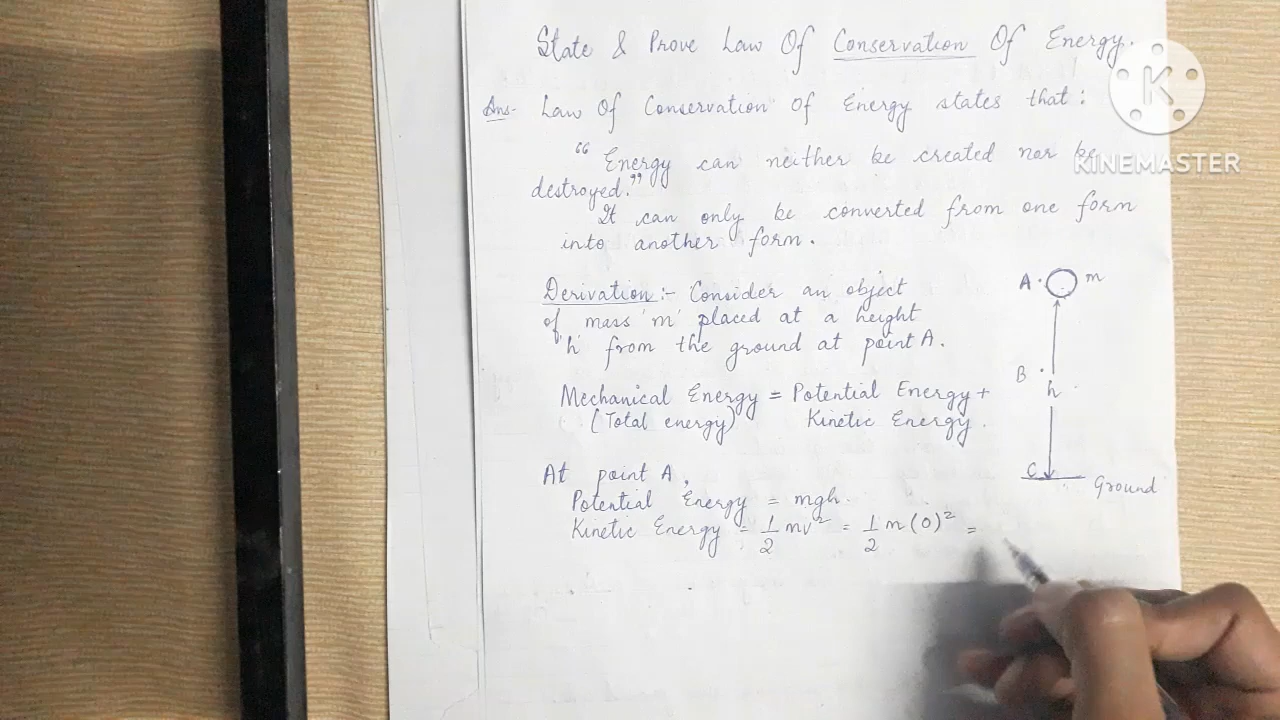 State & Prove Law Of Conservation Of Energy.
Ans- Law Of Conservation Of Energy states that :
"Energy can neither be created nor be
destroyed."
It can only be converted from one form
into another form.
Derivation :- Consider an object
of mass 'm' placed at a height
'h' from the ground at point A.
Mechanical Energy = Potential Energy +
(Total energy) Kinetic Energy.
At point A,
Potential Energy = mgh.
Kinetic Energy = 1/2 mv² = 1/2 m(0)² =
A · m
B ·
h
C
Ground
K
KINEMASTER